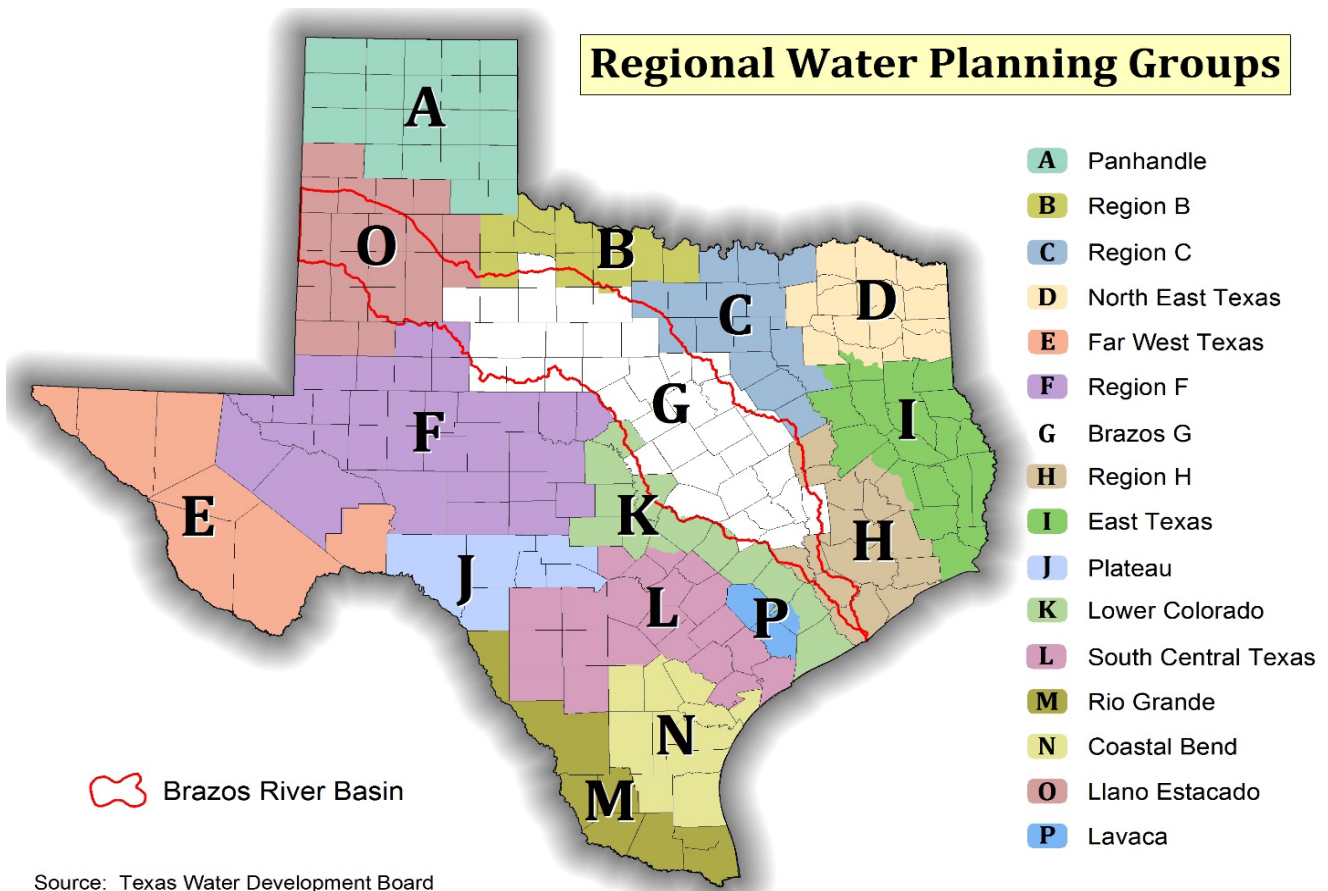 Regional Water Planning Groups
A
O
B
C
D
G
F
I
E
K
H
J
L
P
N
M
A Panhandle
B Region B
C Region C
D North East Texas
E Far West Texas
F Region F
G Brazos G
H Region H
I East Texas
J Plateau
K Lower Colorado
L South Central Texas
M Rio Grande
N Coastal Bend
O Llano Estacado
P Lavaca
Brazos River Basin
Source: Texas Water Development Board